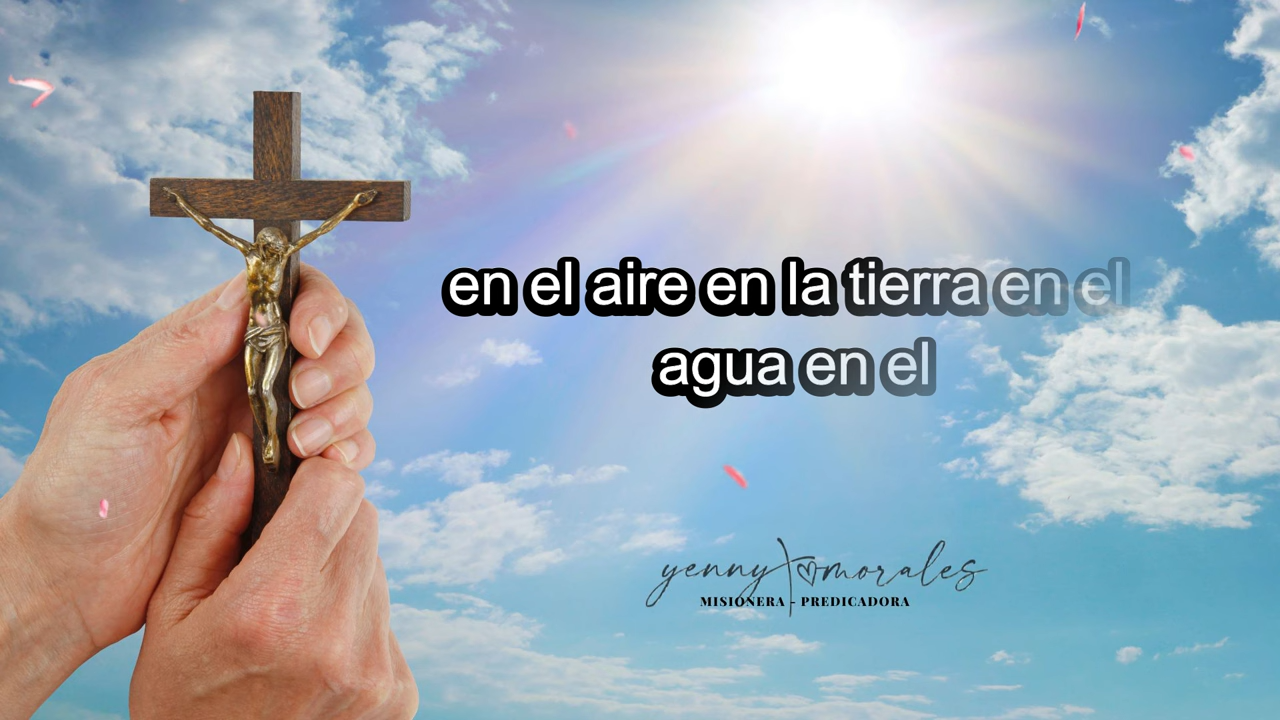 en el aire en la tierra en el
agua en el
yenny morales
MISIONERA - PREDICADORA